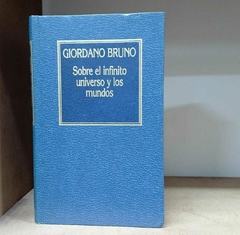 GIORDANO BRUNO
Sobre el infinito
universo y los
mundos